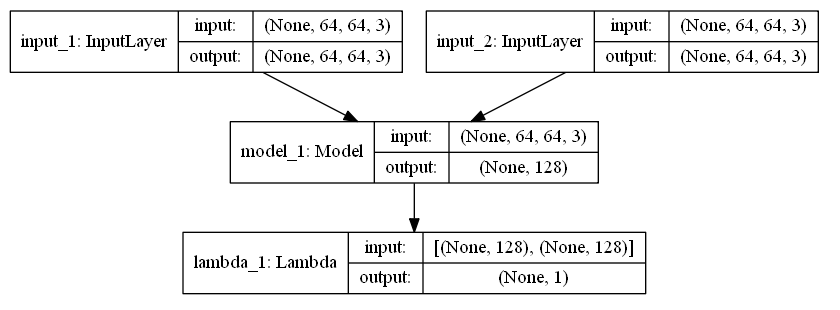 input_1: InputLayer
input:
(None, 64, 64, 3)
output:
(None, 64, 64, 3)
input_2: InputLayer
input:
(None, 64, 64, 3)
output:
(None, 64, 64, 3)
model_1: Model
input:
(None, 64, 64, 3)
output:
(None, 128)
lambda_1: Lambda
input:
[(None, 128), (None, 128)]
output:
(None, 1)